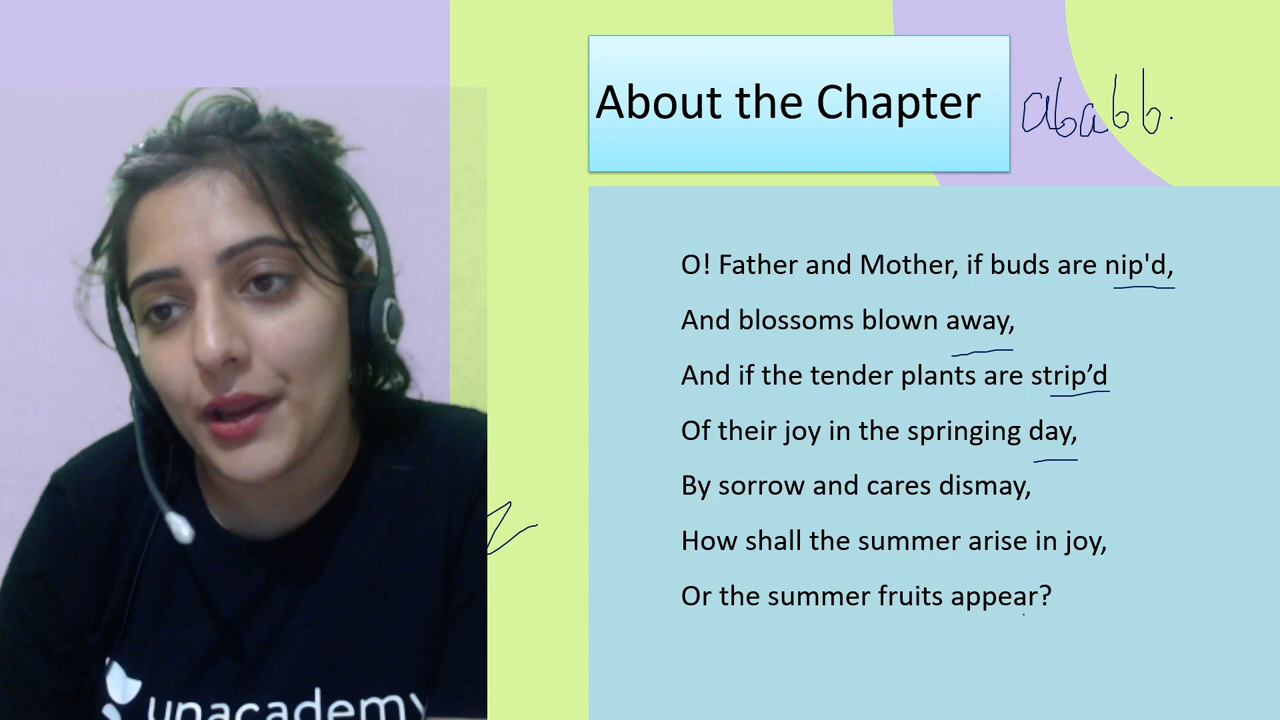 About the Chapter
ababb.
O! Father and Mother, if buds are nip'd,
And blossoms blown away,
And if the tender plants are strip’d
Of their joy in the springing day,
By sorrow and cares dismay,
How shall the summer arise in joy,
Or the summer fruits appear?
unacademy